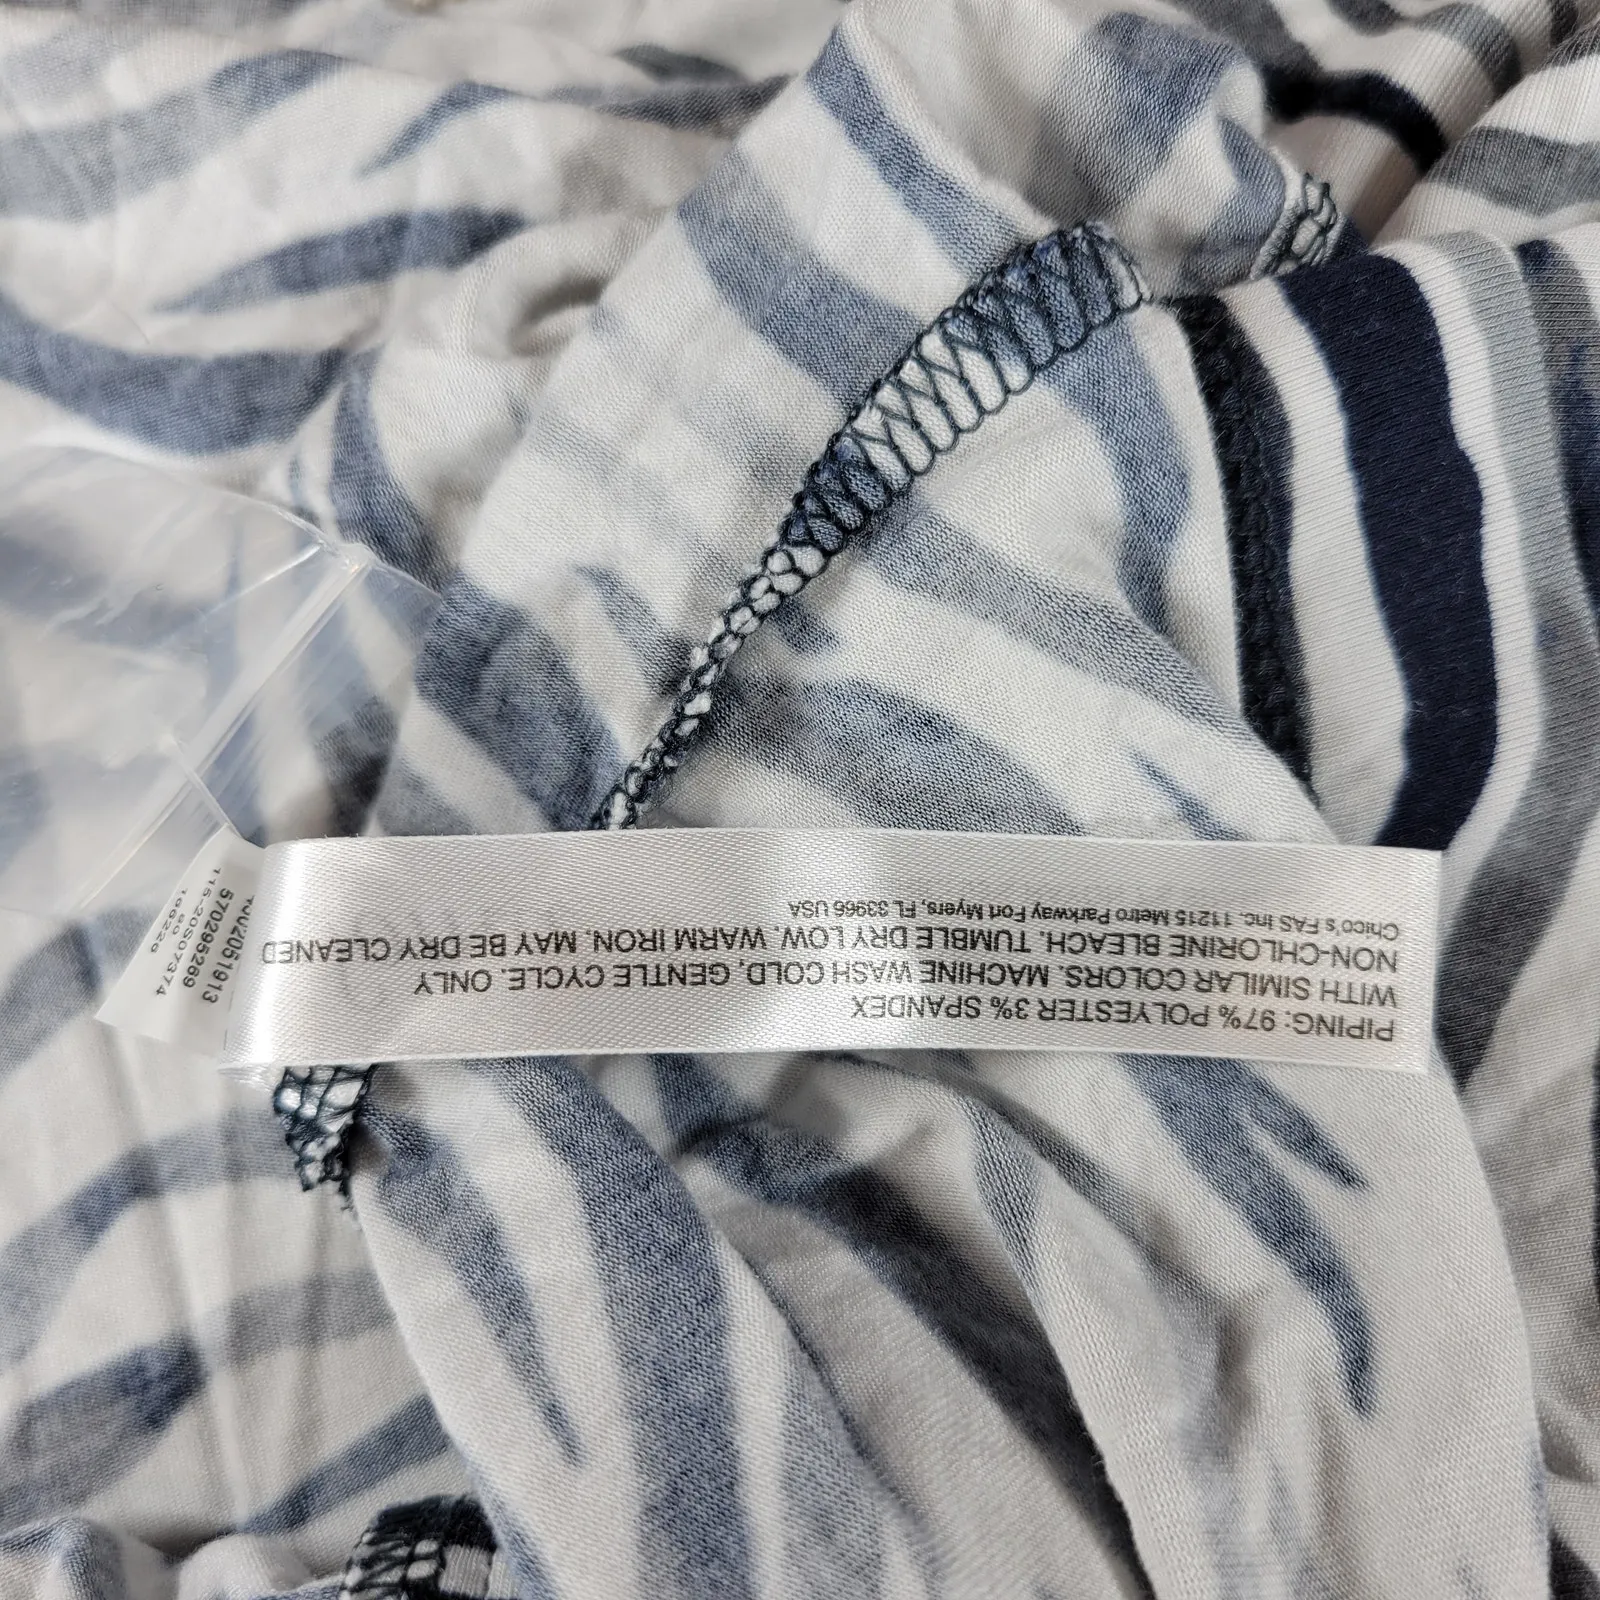 PIPING: 97% POLYESTER 3% SPANDEX
WITH SIMILAR COLORS. MACHINE WASH COLD, GENTLE CYCLE. ONLY
NON-CHLORINE BLEACH. TUMBLE DRY LOW. WARM IRON. MAY BE DRY CLEANED
Chico's FAS Inc. 11215 Metro Parkway Fort Myers, FL 33966 USA
570295269
115-20S07374